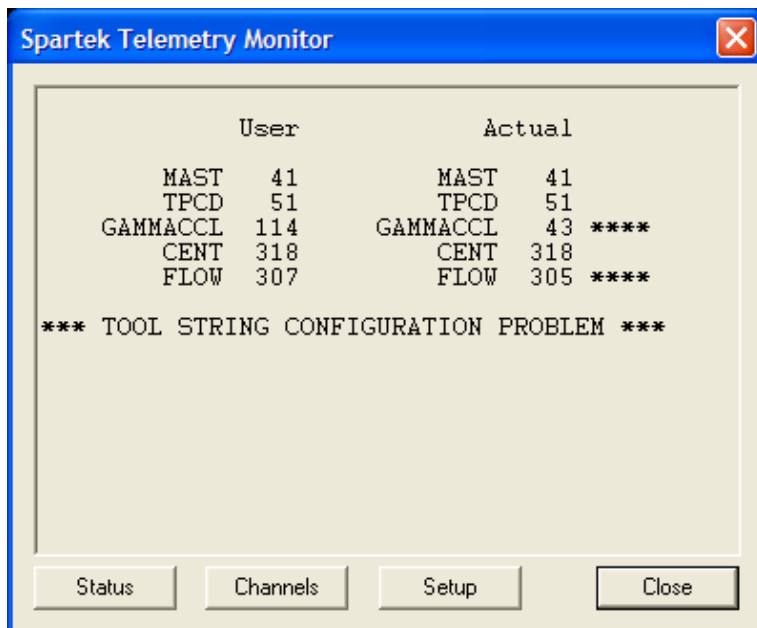 Spartek Telemetry Monitor
User Actual
MAST 41 MAST 41
TPCD 51 TPCD 51
GAMMACCL 114 GAMMACCL 43 ****
CENT 318 CENT 318
FLOW 307 FLOW 305 ****
*** TOOL STRING CONFIGURATION PROBLEM ***
Status Channels Setup Close